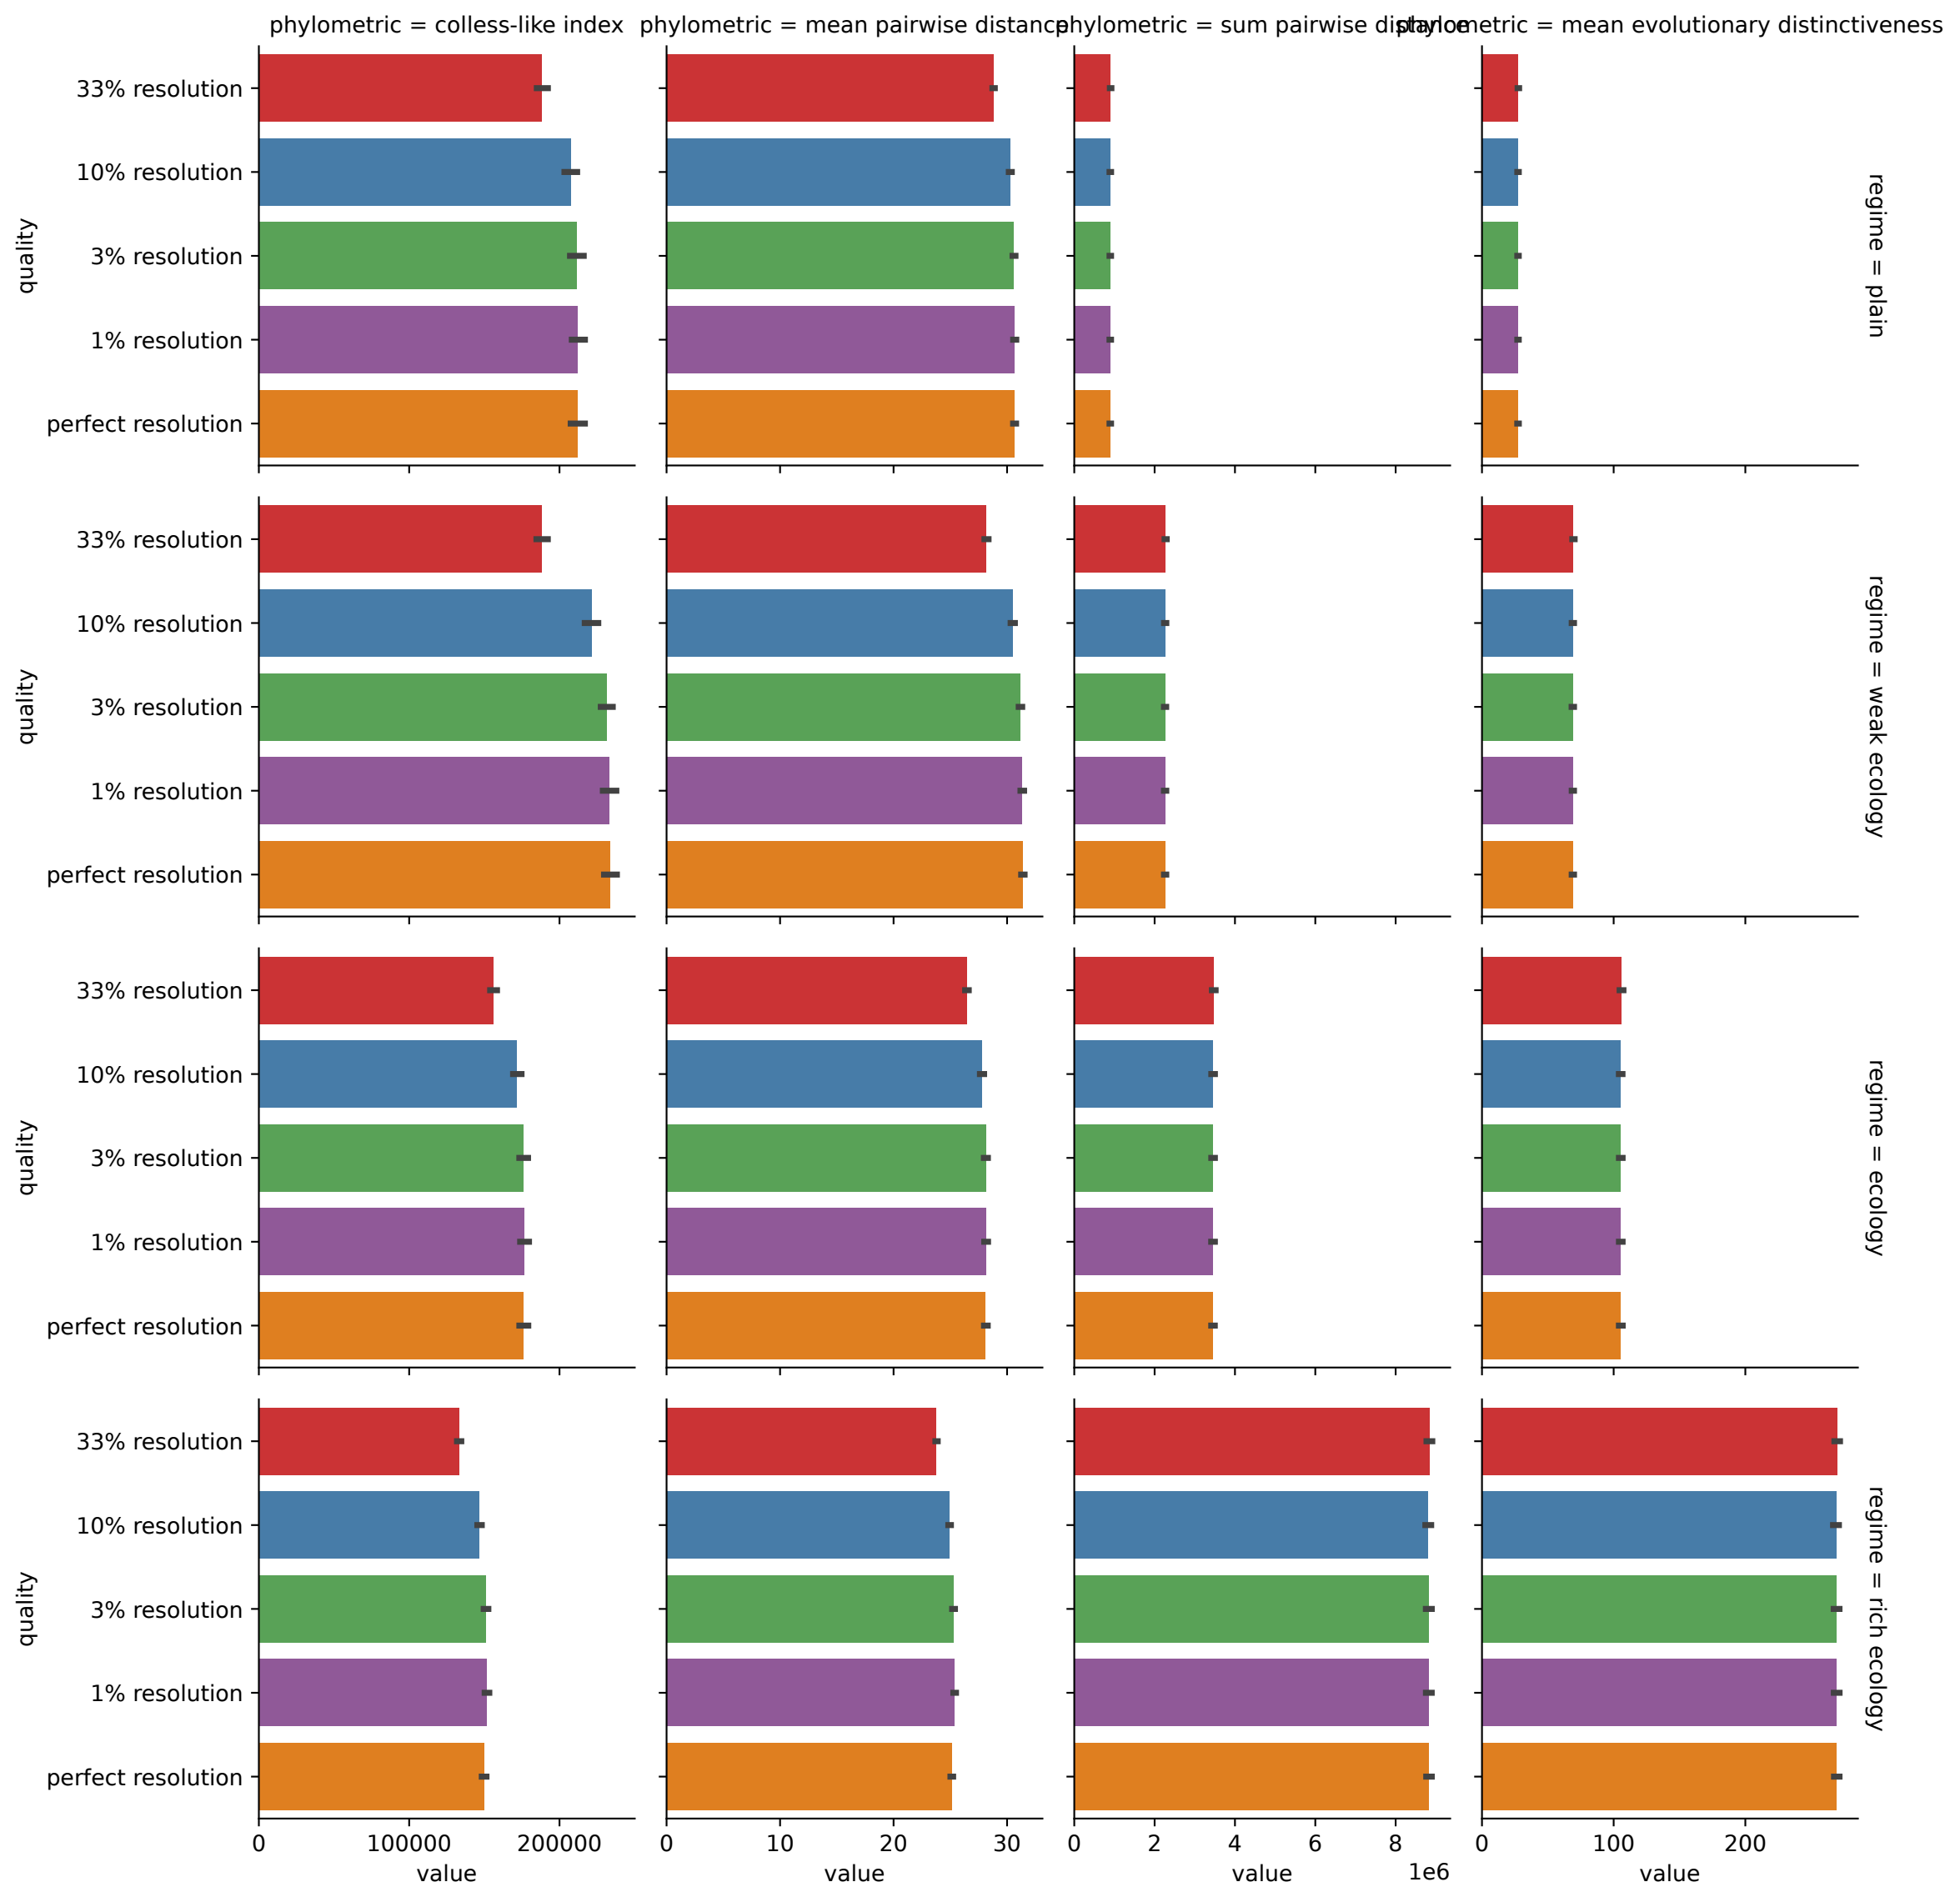 phylometric = colless-like index
phylometric = mean pairwise distance
phylometric = sum pairwise distance
phylometric = mean evolutionary distinctiveness
quality
33% resolution
10% resolution
3% resolution
1% resolution
perfect resolution
regime = plain
quality
33% resolution
10% resolution
3% resolution
1% resolution
perfect resolution
regime = weak ecology
quality
33% resolution
10% resolution
3% resolution
1% resolution
perfect resolution
regime = ecology
quality
33% resolution
10% resolution
3% resolution
1% resolution
perfect resolution
regime = rich ecology
0 100000 200000
value
0 10 20 30
value
0 2 4 6 8
1e6
value
0 100 200
value